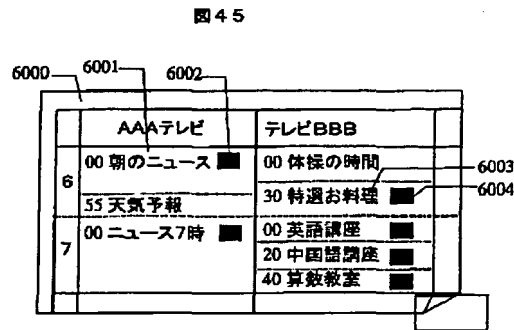 図45
6000 6001 6002
AAAテレビ テレビBBB
6 00 朝のニュース 00 体操の時間
30 特選お料理 6003
6004
55 天気予報
7 00 ニュース7時 00 英語講座
20 中国語講座
40 算数教室